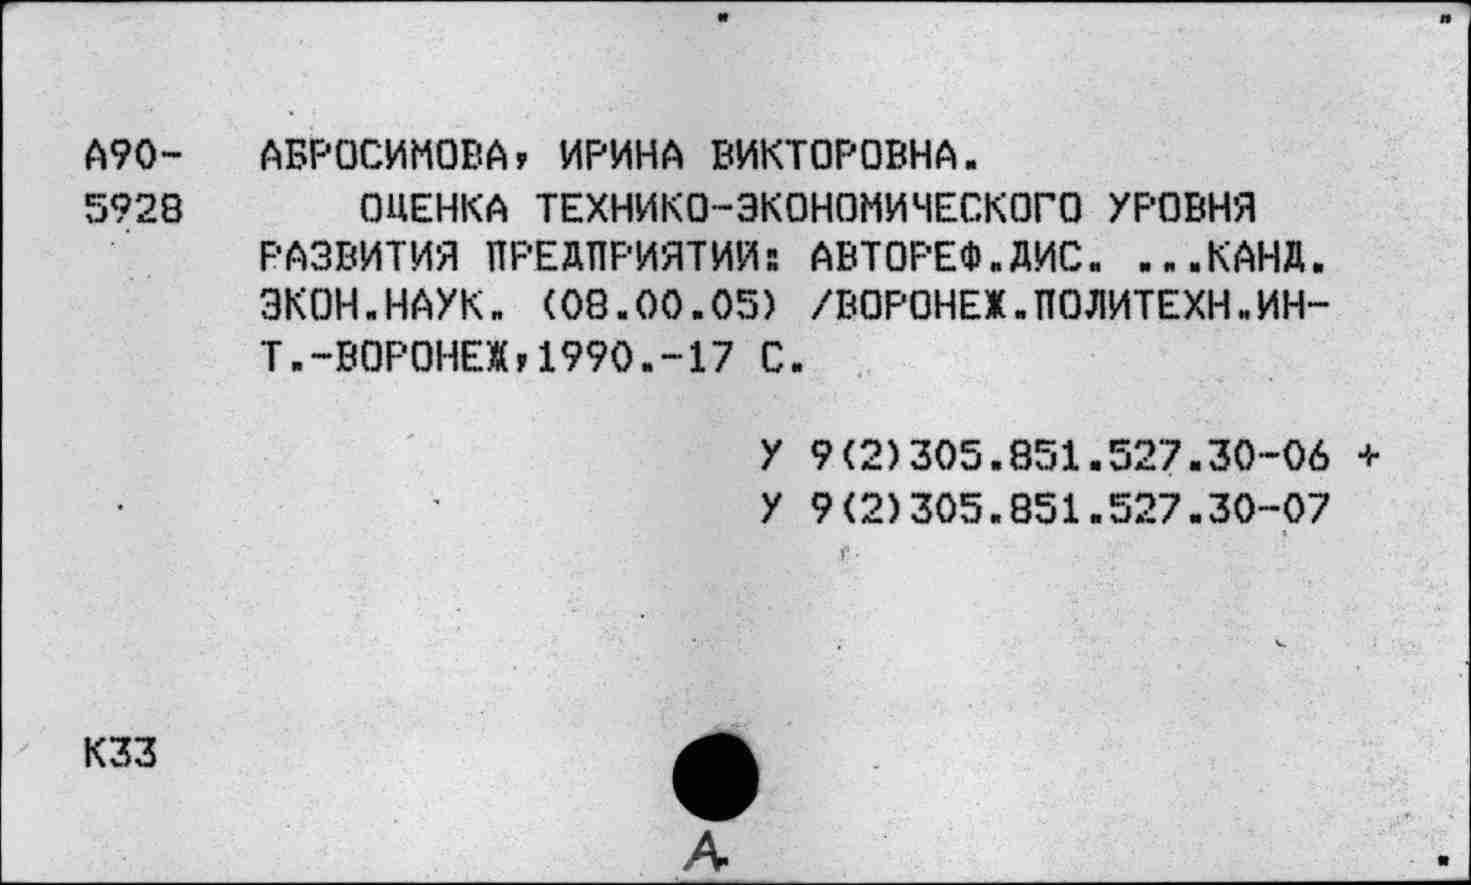 А90- АБРОСИМОВА, ИРИНА ВИКТОРОВНА.
5928 ОЦЕНКА ТЕХНИКО-ЭКОНОМИЧЕСКОГО УРОВНЯ
РАЗВИТИЯ ПРЕДПРИЯТИЙ: АВТОРЕФ.ДИС. ...КАНД.
ЭКОН.НАУК. (08.00.05) /ВОРОНЕЖ.ПОЛИТЕХН.ИН-
Т.-ВОРОНЕЖ,1990.-17 С.
У 9(2)305.851.527.30-06 +
У 9(2)305.851.527.30-07
К33
А